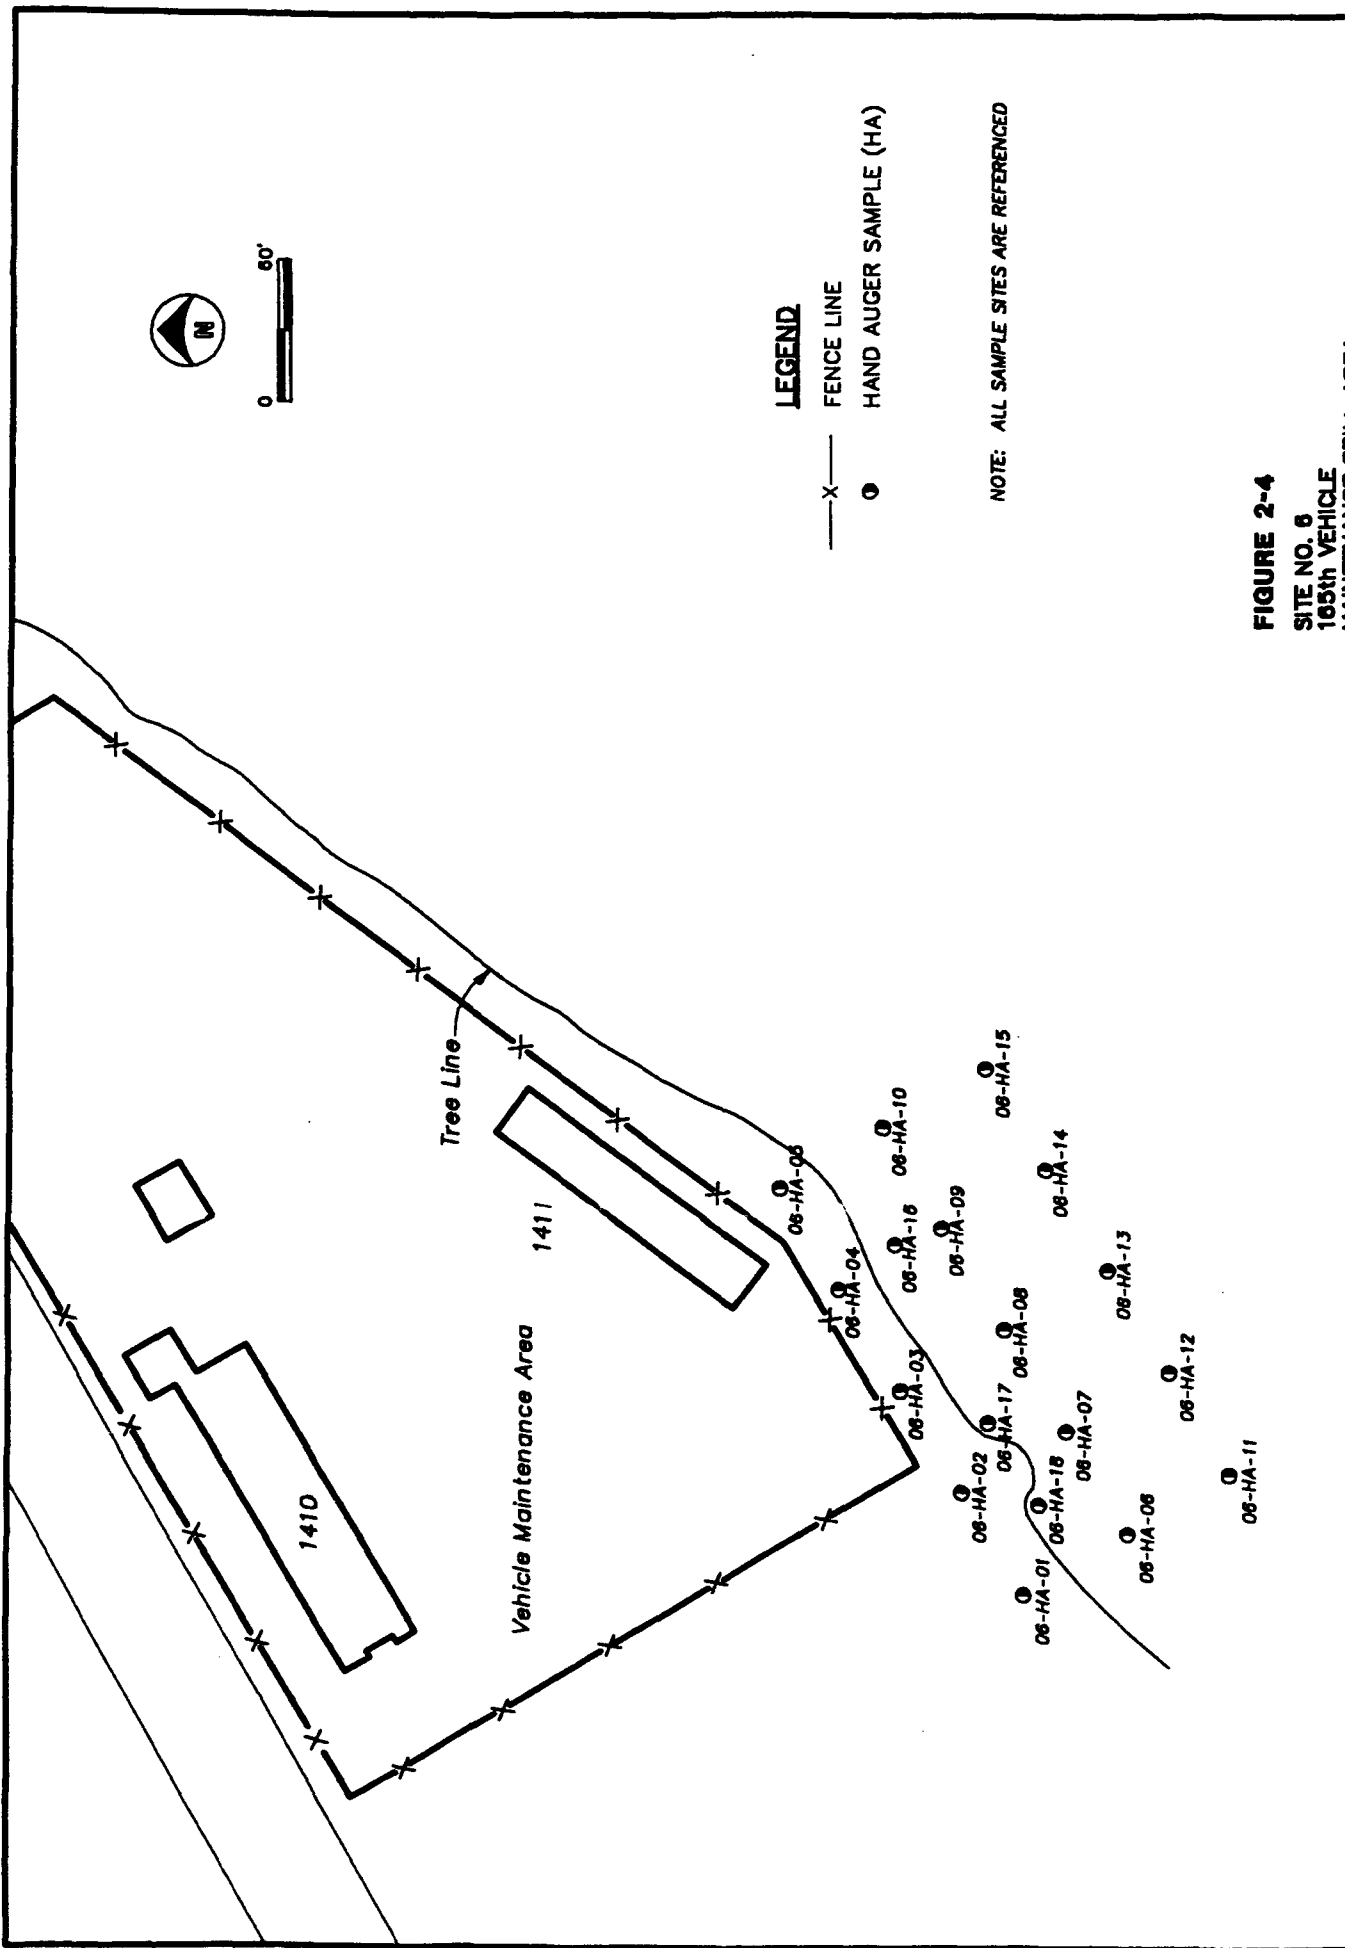 N
0 60'
Tree Line
1410
1411
Vehicle Maintenance Area
06-HA-01
06-HA-02
06-HA-03
06-HA-04
06-HA-05
06-HA-06
06-HA-07
06-HA-08
06-HA-09
06-HA-10
06-HA-11
06-HA-12
06-HA-13
06-HA-14
06-HA-15
06-HA-16
06-HA-17
06-HA-18
LEGEND
X FENCE LINE
HAND AUGER SAMPLE (HA)
NOTE: ALL SAMPLE SITES ARE REFERENCED
FIGURE 2-4
SITE NO. 6
165th VEHICLE